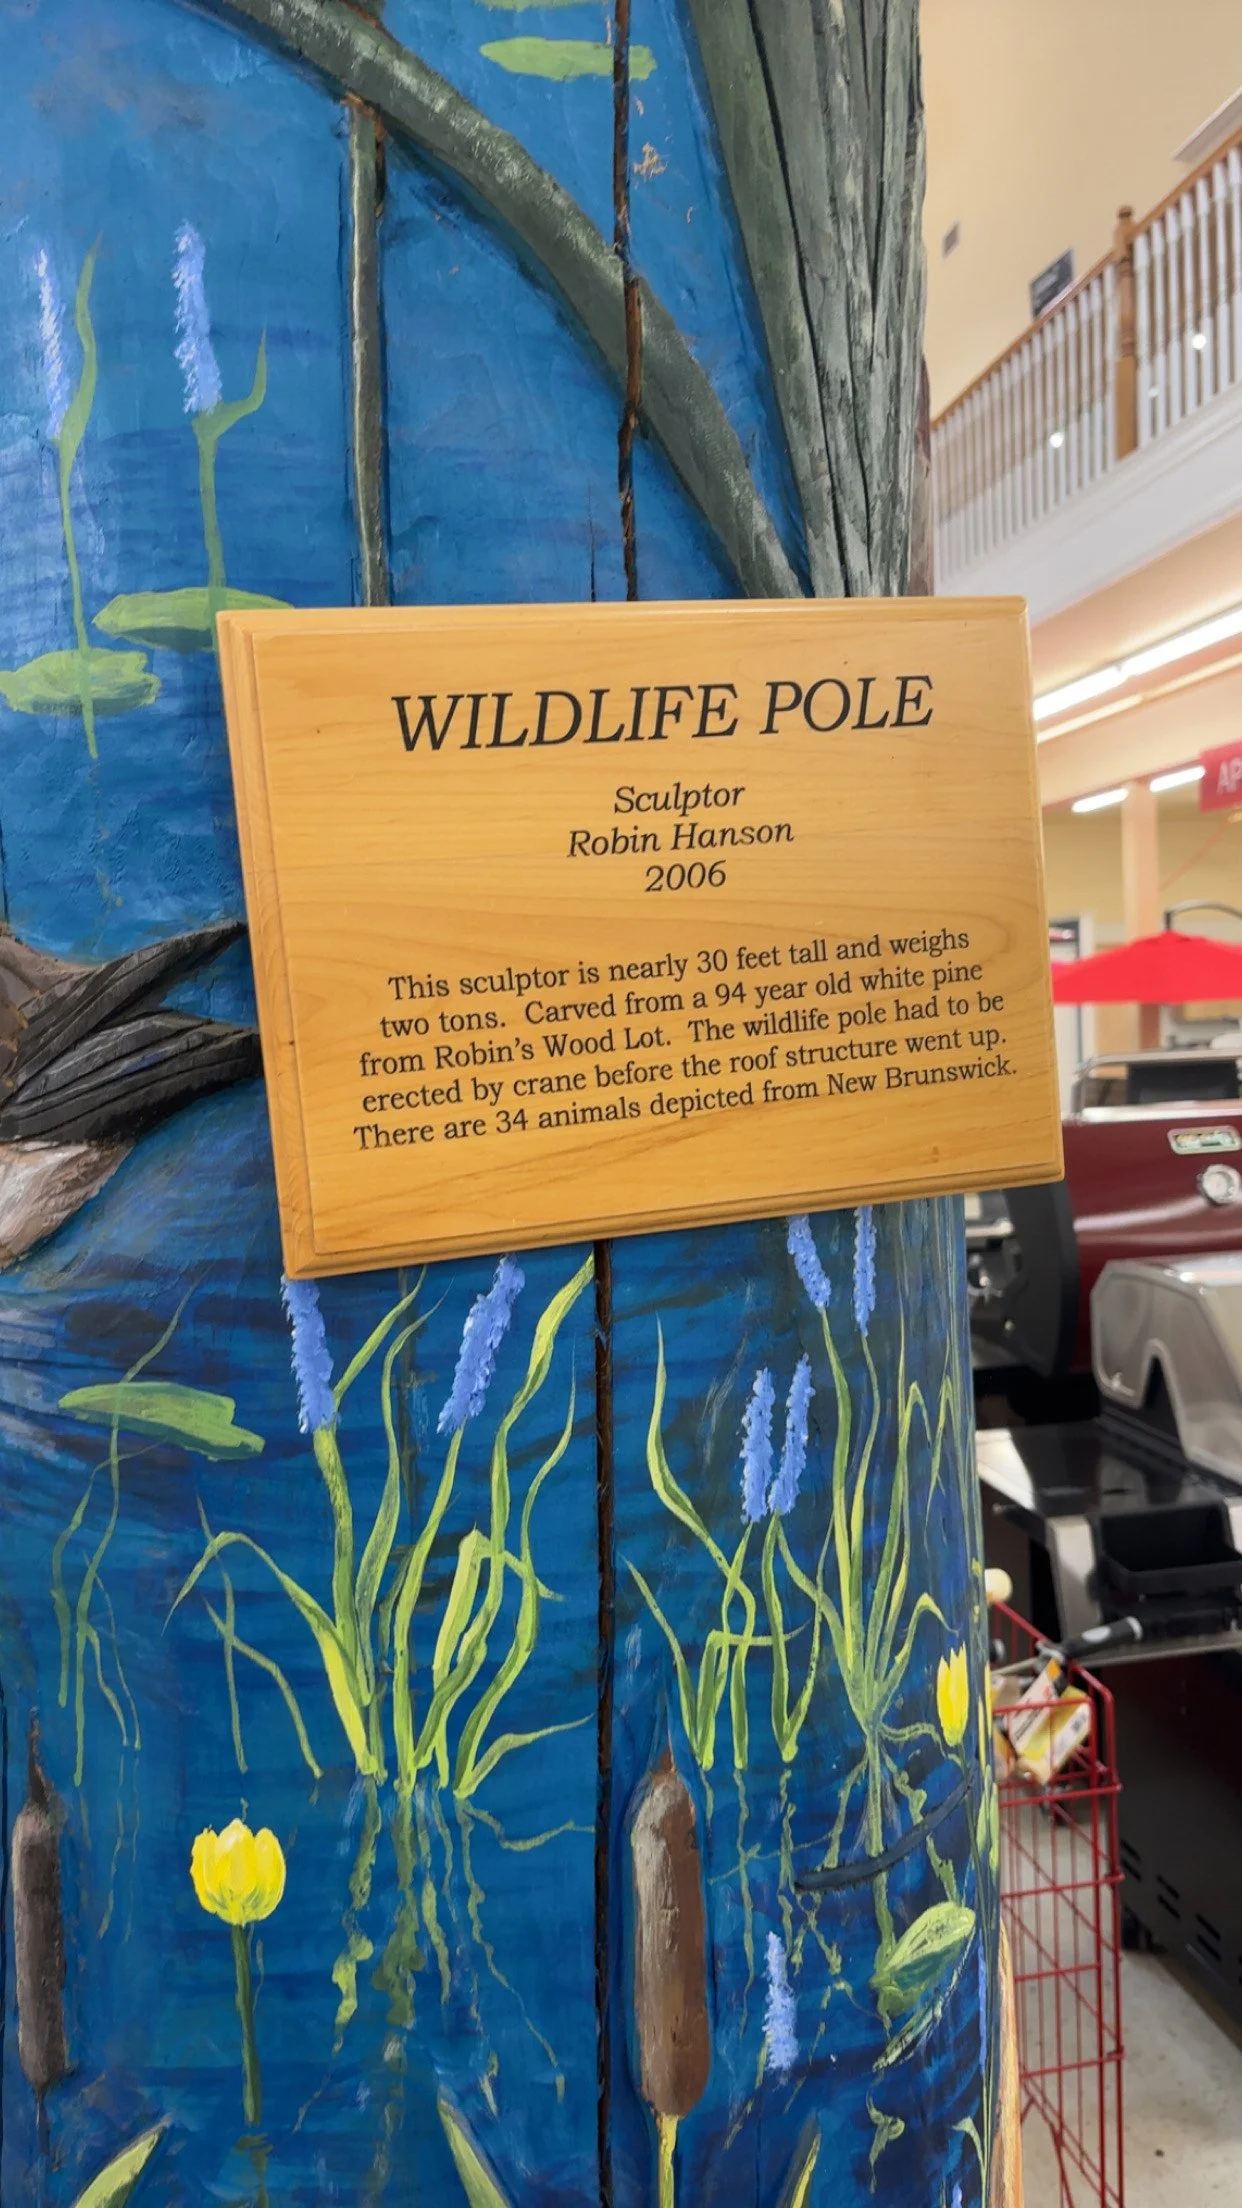 WILDLIFE POLE
Sculptor
Robin Hanson
2006
This sculptor is nearly 30 feet tall and weighs
two tons. Carved from a 94 year old white pine
from Robin's Wood Lot. The wildlife pole had to be
erected by crane before the roof structure went up.
There are 34 animals depicted from New Brunswick.
AP